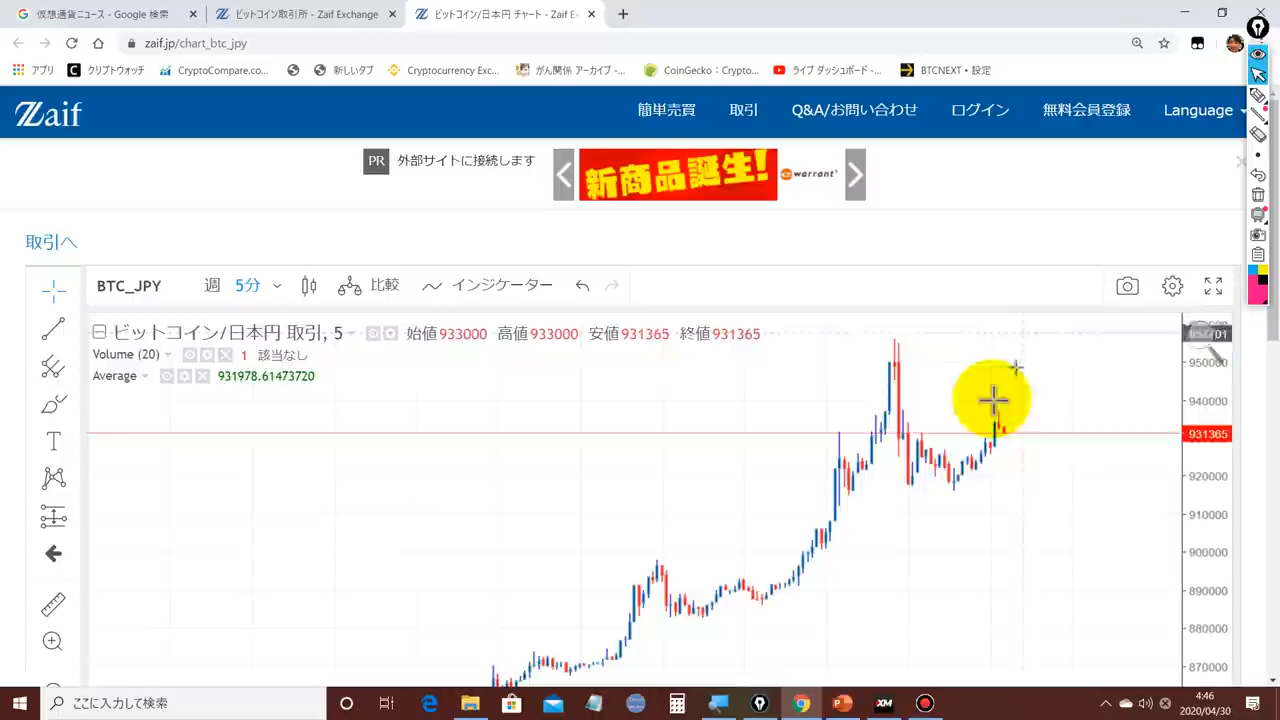 仮想通貨ニュース - Google 検索
ビットコイン取引所 - Zaif Exchange
ビットコイン/日本円 チャート - Zaif Ex
zaif.jp/chart_btc_jpy
アプリ
クリプトウォッチ
CryptoCompare.co...
新しいタブ
Cryptocurrency Exc...
がん関係 アーカイブ -...
CoinGecko：Crypto...
ライブ ダッシュボード -...
BTCNEXT • 設定
Zaif
簡単売買
取引
Q&A/お問い合わせ
ログイン
無料会員登録
Language
PR
外部サイトに接続します
新商品誕生!
warrant
取引へ
BTC_JPY
週
5分
比較
インジケーター
ビットコイン/日本円 取引, 5
始値933000 高値933000 安値931365 終値931365
Volume (20)
1 該当なし
Average
931978.61473720
950000
940000
931365
920000
910000
900000
890000
880000
870000
ここに入力して検索
XM
4:46
2020/04/30